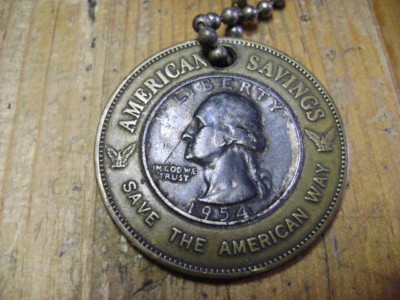 AMERICAN SAVINGS
LIBERTY
IN GOD WE
TRUST
1954
SAVE THE AMERICAN WAY